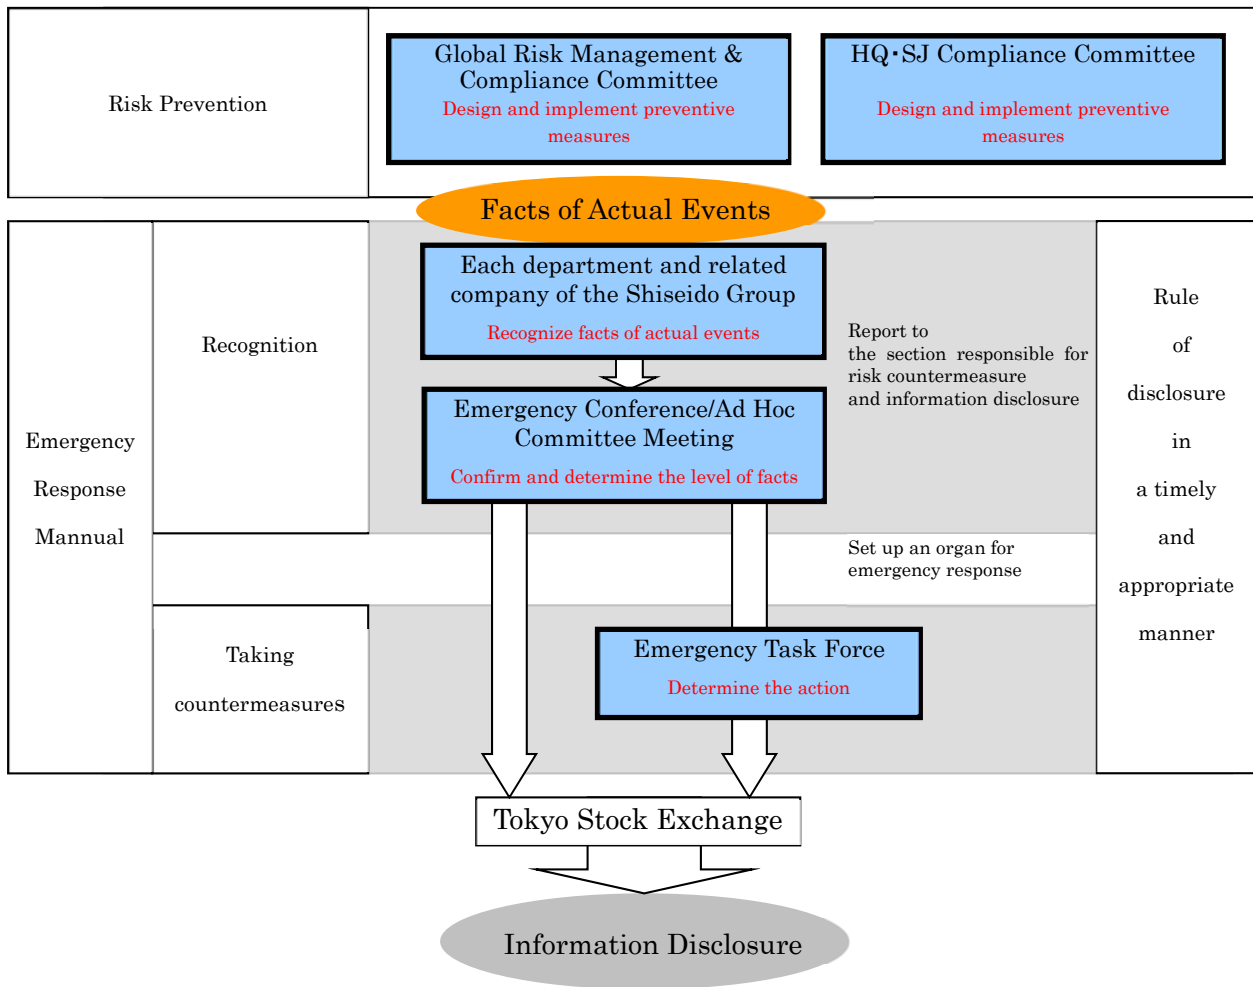 Risk Prevention
Global Risk Management &
Compliance Committee
Design and implement preventive
measures
HQ・SJ Compliance Committee
Design and implement preventive
measures
Facts of Actual Events
Emergency
Response
Mannual
Recognition
Each department and related
company of the Shiseido Group
Recognize facts of actual events
Report to
the section responsible for
risk countermeasure
and information disclosure
Emergency Conference/Ad Hoc
Committee Meeting
Confirm and determine the level of facts
Set up an organ for
emergency response
Taking
countermeasures
Emergency Task Force
Determine the action
Rule
of
disclosure
in
a timely
and
appropriate
manner
Tokyo Stock Exchange
Information Disclosure